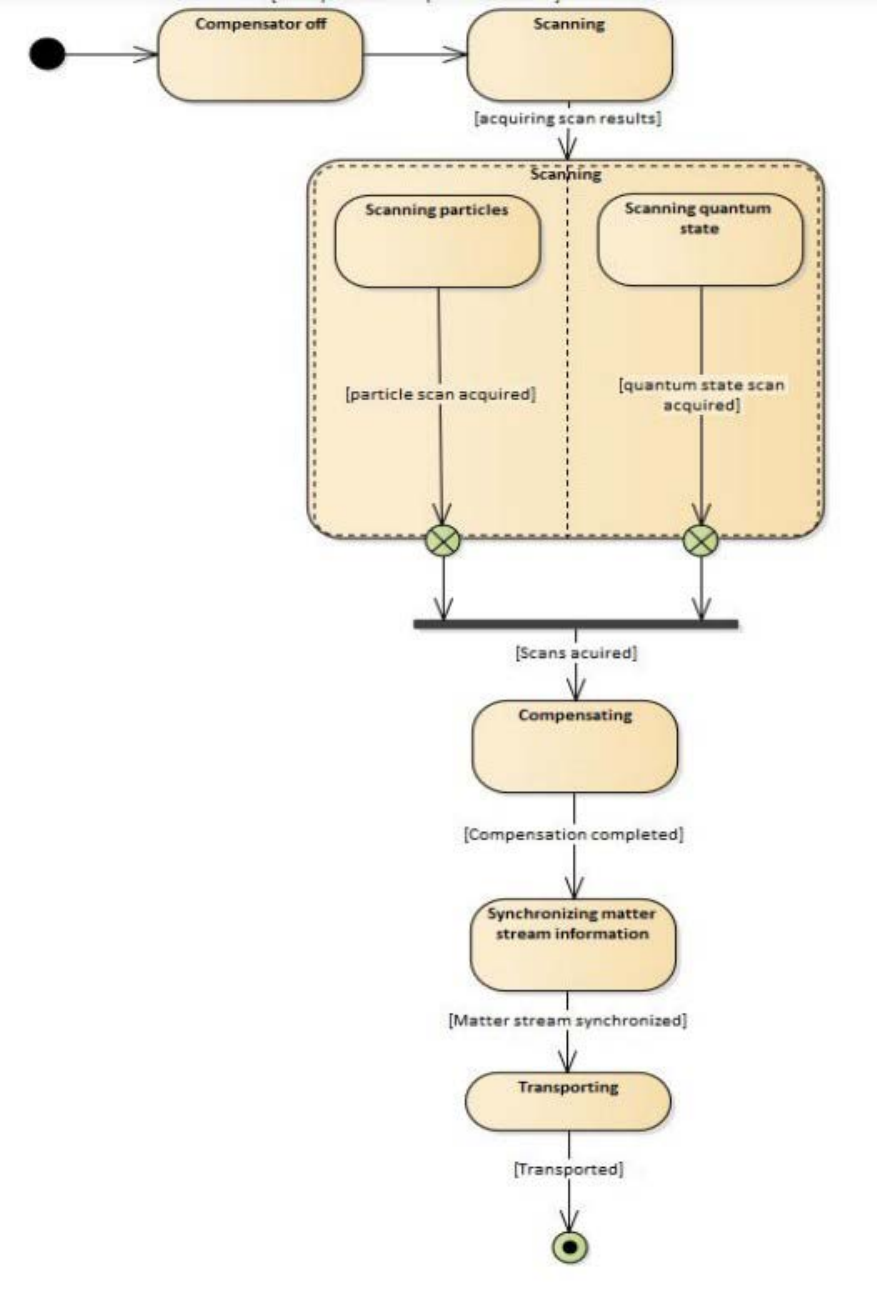 Compensator off
Scanning
[acquiring scan results]
Scanning
Scanning particles
Scanning quantum
state
[particle scan acquired]
[quantum state scan
acquired]
[Scans acuired]
Compensating
[Compensation completed]
Synchronizing matter
stream information
[Matter stream synchronized]
Transporting
[Transported]